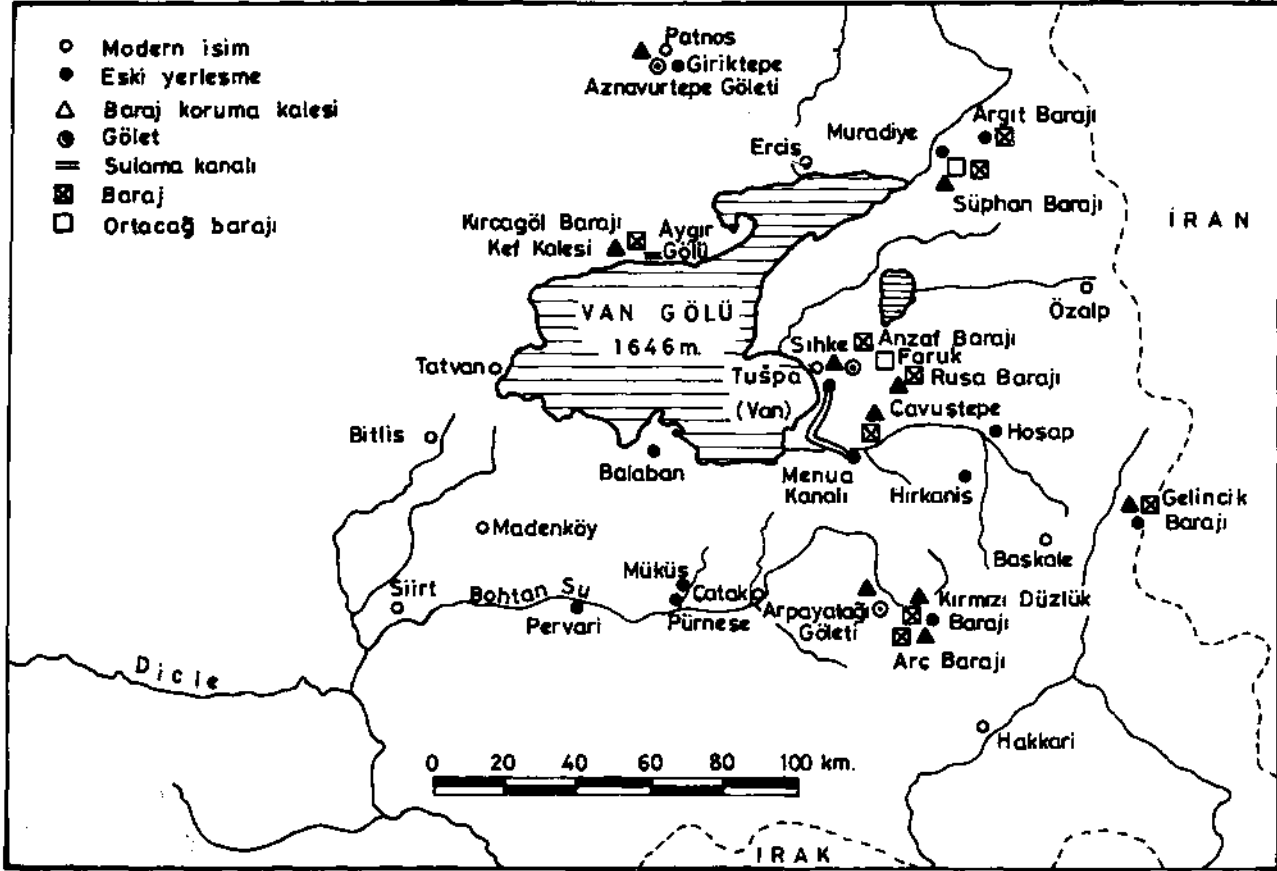 Modern isim
Eski yerleşme
Baraj koruma kalesi
Gölet
Sulama kanalı
Baraj
Ortacağ barajı
Patnos
Giriktepe
Aznavurtepe Göleti
Erciş
Muradiye
Argıt Barajı
Süphan Barajı
İRAN
Kırcagöl Barajı
Kef Kalesi
Aygır
Gölü
VAN GÖLÜ
1646 m.
Özalp
Sıhke
Anzaf Barajı
Faruk
Rusa Barajı
Tatvan
Tušpa
(Van)
Çavuştepe
Hoşap
Bitlis
Balaban
Menua
Kanalı
Hırkanis
Gelincik
Barajı
Madenköy
Başkale
Siirt
Bohtan Su
Pervari
Müküs
Çatak
Pürneşe
Arpayatağı
Göleti
Kırmızı Düzlük
Barajı
Arç Barajı
Dicle
Hakkari
0 20 40 60 80 100 km.
IRAK